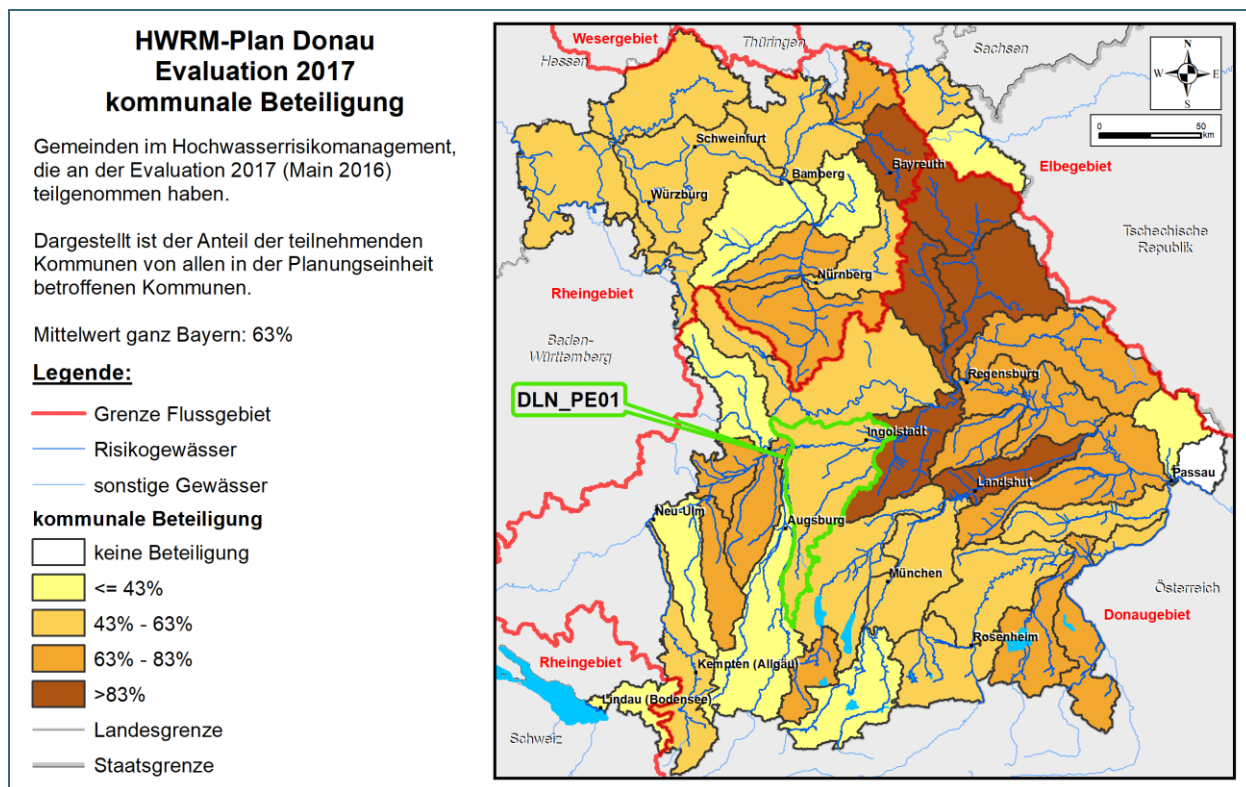 HWRM-Plan Donau
Evaluation 2017
kommunale Beteiligung
Gemeinden im Hochwasserrisikomanagement,
die an der Evaluation 2017 (Main 2016)
teilgenommen haben.
Dargestellt ist der Anteil der teilnehmenden
Kommunen von allen in der Planungseinheit
betroffenen Kommunen.
Mittelwert ganz Bayern: 63%
Legende:
Grenze Flussgebiet
Risikogewässer
sonstige Gewässer
kommunale Beteiligung
keine Beteiligung
<= 43%
43% - 63%
63% - 83%
>83%
Landesgrenze
Staatsgrenze
Wesergebiet
Thüringen
Sachsen
Hessen
N
W E
S
0 50
km
Schweinfurt
Bamberg
Bayreuth
Elbegebiet
Würzburg
Tschechische
Republik
Nürnberg
Rheingebiet
Baden-
Württemberg
Regensburg
DLN_PE01
Ingolstadt
Passau
Landshut
Neu-Ulm
Augsburg
München
Österreich
Donaugebiet
Rosenheim
Rheingebiet
Kempten (Allgäu)
Lindau (Bodensee)
Schweiz